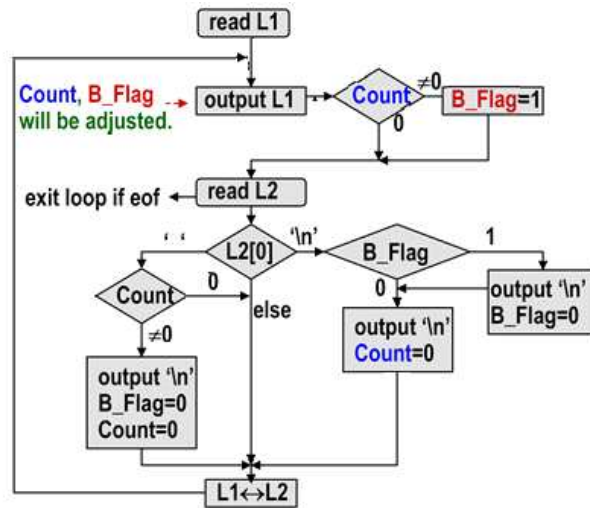 read L1
Count, B_Flag
will be adjusted.
output L1
Count
≠0
B_Flag=1
0
read L2
exit loop if eof
‘ ‘
L2[0]
‘\n’
B_Flag
1
Count
0
else
0
output ‘\n’
B_Flag=0
≠0
output ‘\n’
Count=0
output ‘\n’
B_Flag=0
Count=0
L1↔L2